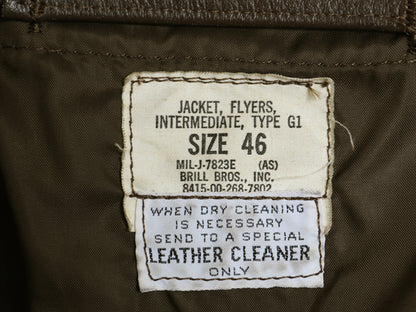 JACKET, FLYERS,
INTERMEDIATE, TYPE G1
SIZE 46
MIL-J-7823E (AS)
BRILL BROS., INC.
8415-00-268-7802
WHEN DRY CLEANING
IS NECESSARY
SEND TO A SPECIAL
LEATHER CLEANER
ONLY